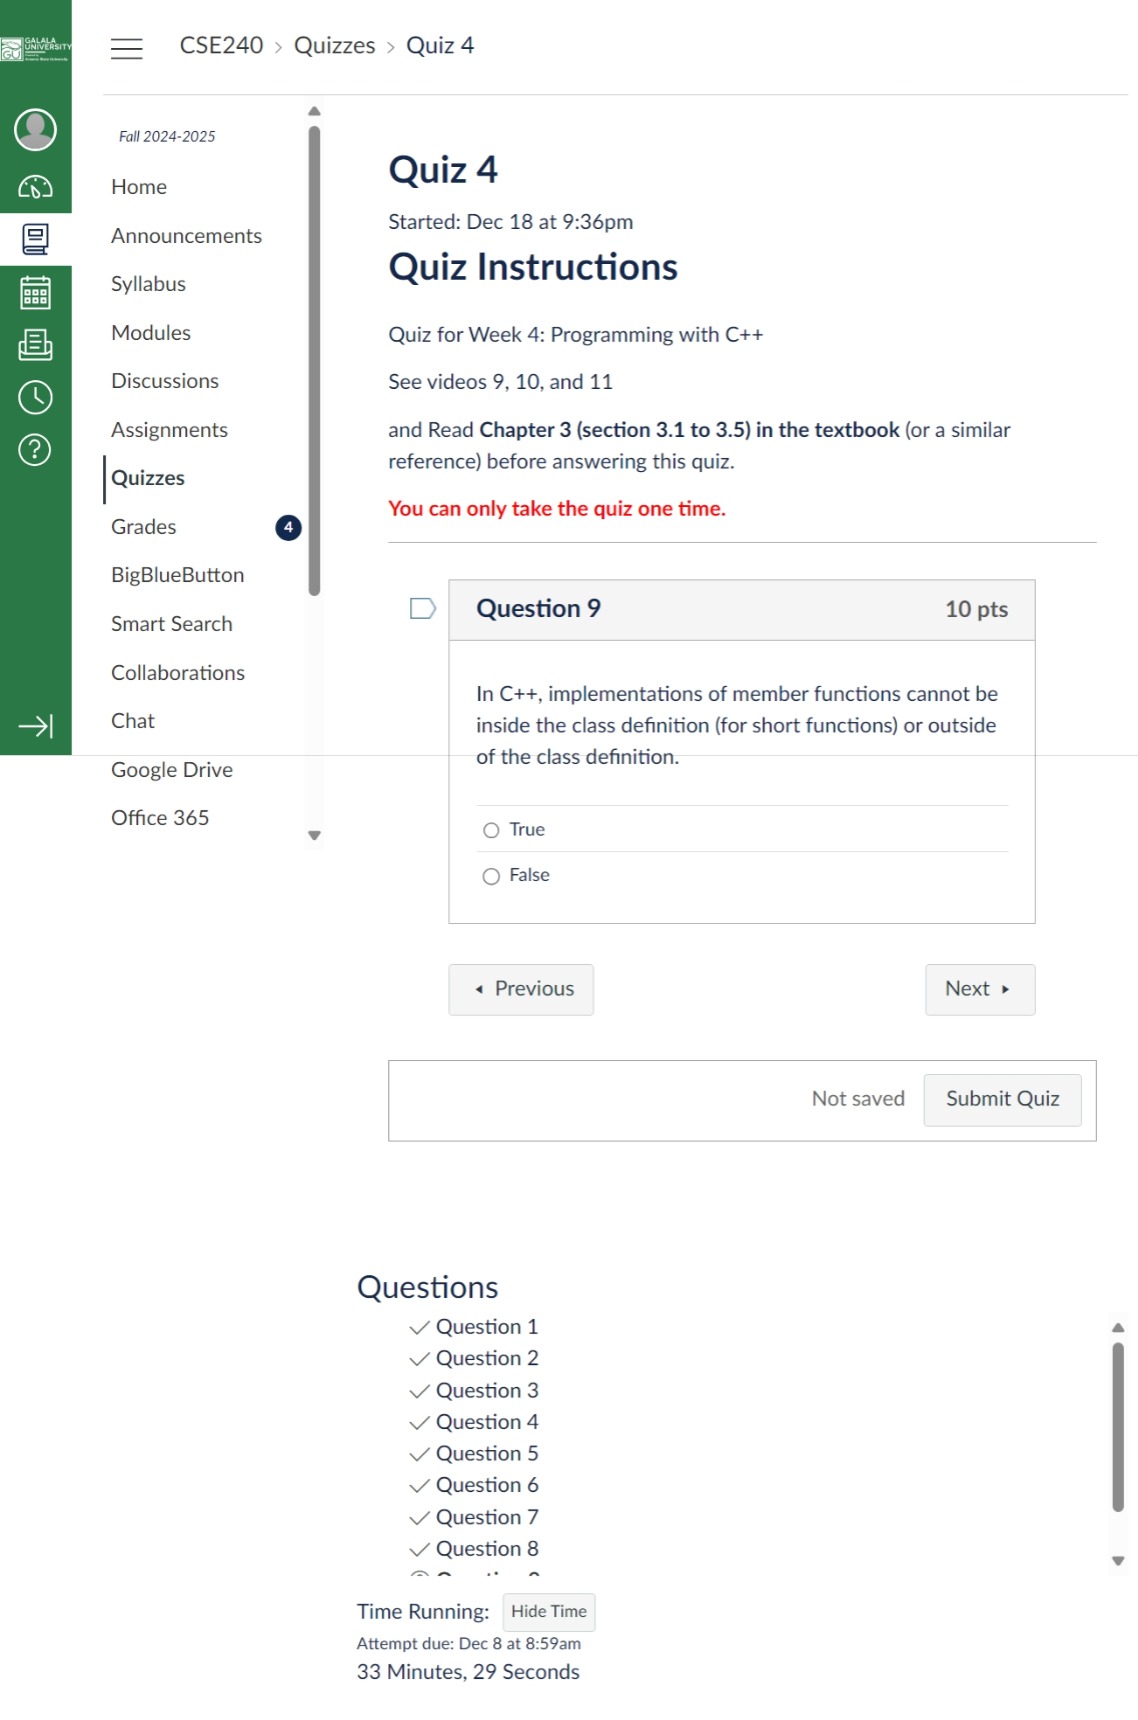 GALALA
UNIVERSITY
GU
CSE240 > Quizzes > Quiz 4
Fall 2024-2025
Home
Announcements
Syllabus
Modules
Discussions
Assignments
Quizzes
Grades
4
BigBlueButton
Smart Search
Collaborations
Chat
Google Drive
Office 365
Quiz 4
Started: Dec 18 at 9:36pm
Quiz Instructions
Quiz for Week 4: Programming with C++
See videos 9, 10, and 11
and Read Chapter 3 (section 3.1 to 3.5) in the textbook (or a similar
reference) before answering this quiz.
You can only take the quiz one time.
Question 9
10 pts
In C++, implementations of member functions cannot be
inside the class definition (for short functions) or outside
of the class definition.
True
False
Previous
Next
Not saved
Submit Quiz
Questions
Question 1
Question 2
Question 3
Question 4
Question 5
Question 6
Question 7
Question 8
Time Running:
Hide Time
Attempt due: Dec 8 at 8:59am
33 Minutes, 29 Seconds